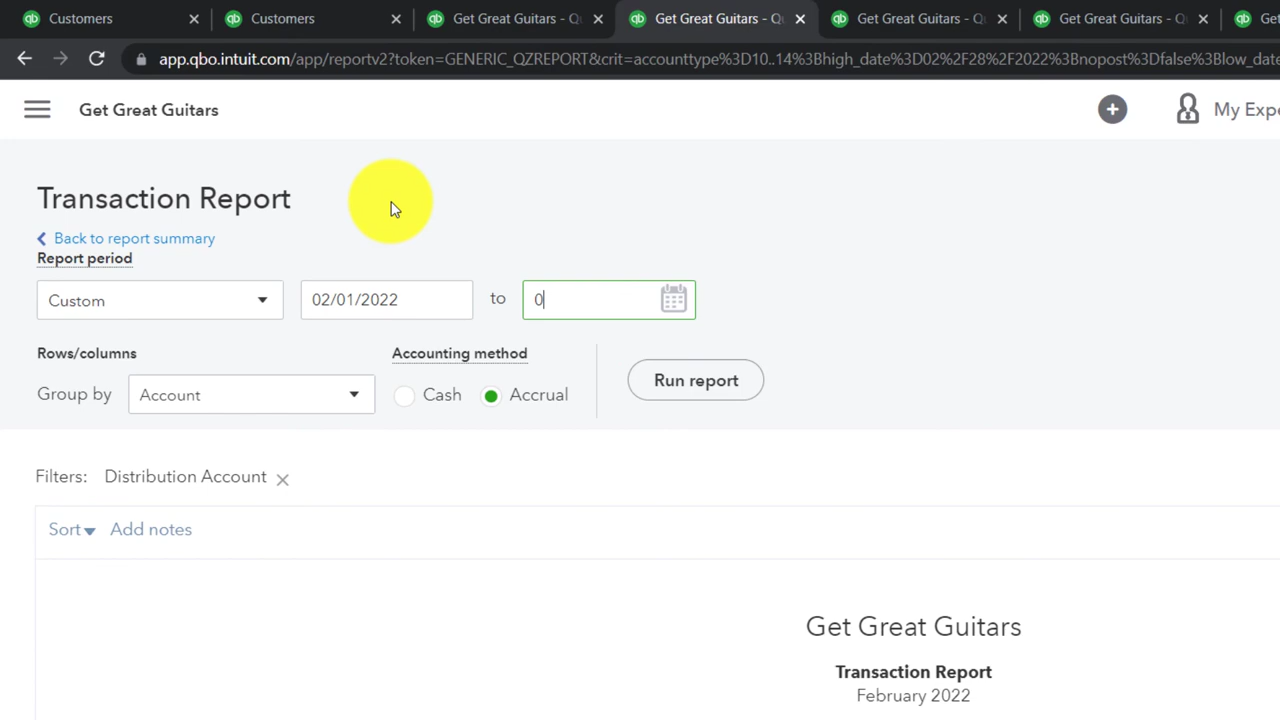 Customers
Customers
Get Great Guitars - Q
Get Great Guitars - Q
Get Great Guitars - Q
Get Great Guitars - Q
Get
app.qbo.intuit.com/app/reportv2?token=GENERIC_QZREPORT&crit=accounttype%3D10..14%3Bhigh_date%3D02%2F28%2F2022%3Bnopost%3Dfalse%3Blow_date
Get Great Guitars
My Expe
Transaction Report
Back to report summary
Report period
Custom 02/01/2022 to 0
Rows/columns Accounting method
Group by Account Cash Accrual Run report
Filters: Distribution Account
Sort Add notes
Get Great Guitars
Transaction Report
February 2022